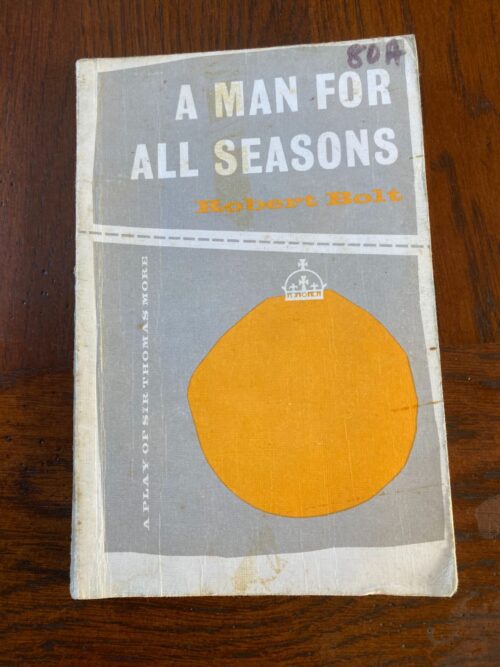 80A
A MAN FOR
ALL SEASONS
Robert Bolt
A PLAY OF SIR THOMAS MORE